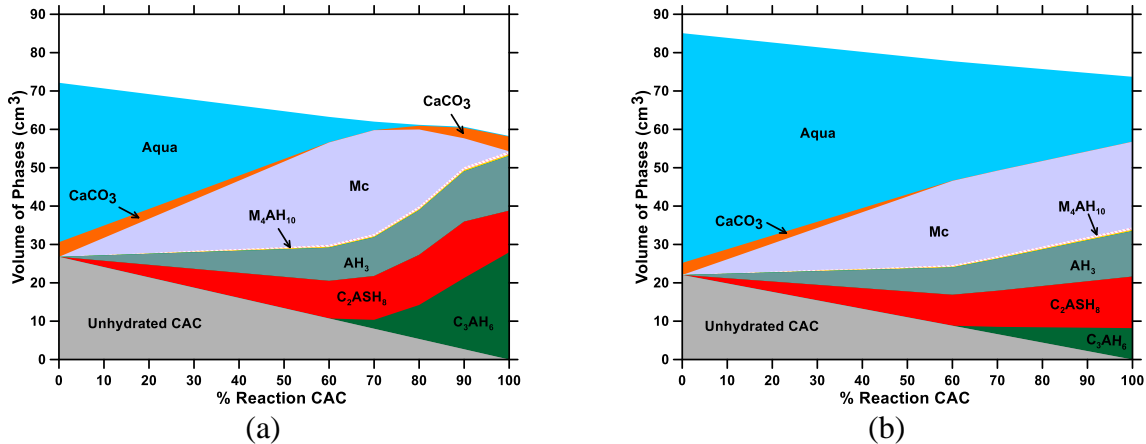 90
80
70
60
50
40
30
20
10
0
Volume of Phases (cm³)
Aqua
CaCO₃
CaCO₃
Mc
M₄AH₁₀
AH₃
C₂ASH₈
C₃AH₆
Unhydrated CAC
0 10 20 30 40 50 60 70 80 90 100
% Reaction CAC
(a)
90
80
70
60
50
40
30
20
10
0
Volume of Phases (cm³)
Aqua
CaCO₃
Mc
M₄AH₁₀
AH₃
C₂ASH₈
C₃AH₆
Unhydrated CAC
0 10 20 30 40 50 60 70 80 90 100
% Reaction CAC
(b)